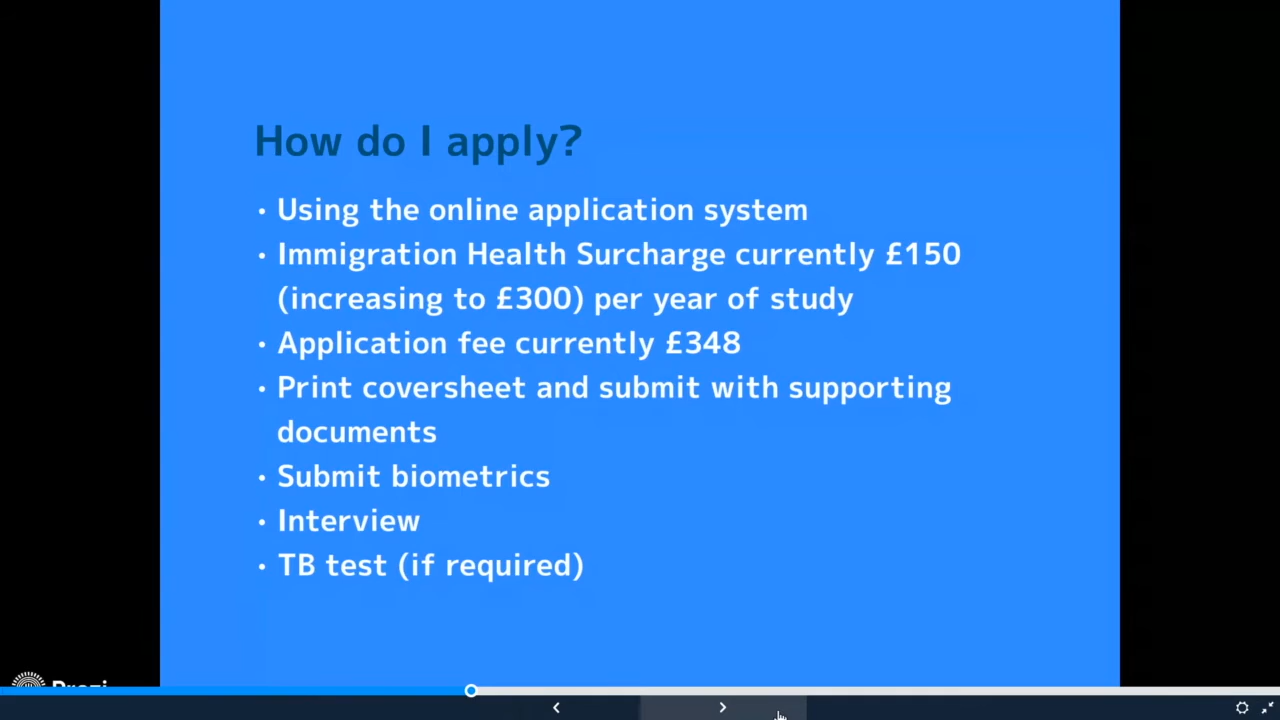 How do I apply?
• Using the online application system
• Immigration Health Surcharge currently £150
(increasing to £300) per year of study
• Application fee currently £348
• Print coversheet and submit with supporting
documents
• Submit biometrics
• Interview
• TB test (if required)
Prezi